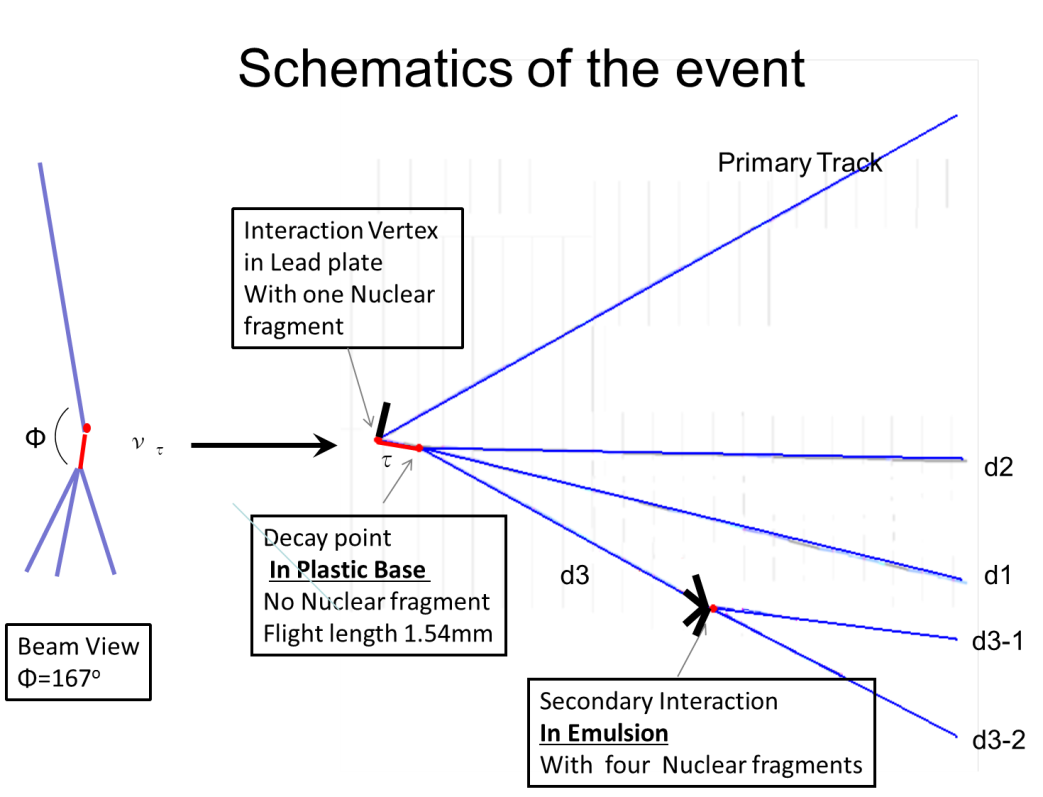 Schematics of the event
Primary Track
Interaction Vertex
in Lead plate
With one Nuclear
fragment
Φ
ν τ
τ
d2
Decay point
In Plastic Base
No Nuclear fragment
Flight length 1.54mm
d3
d1
d3-1
Beam View
Φ=167°
Secondary Interaction
In Emulsion
With four Nuclear fragments
d3-2